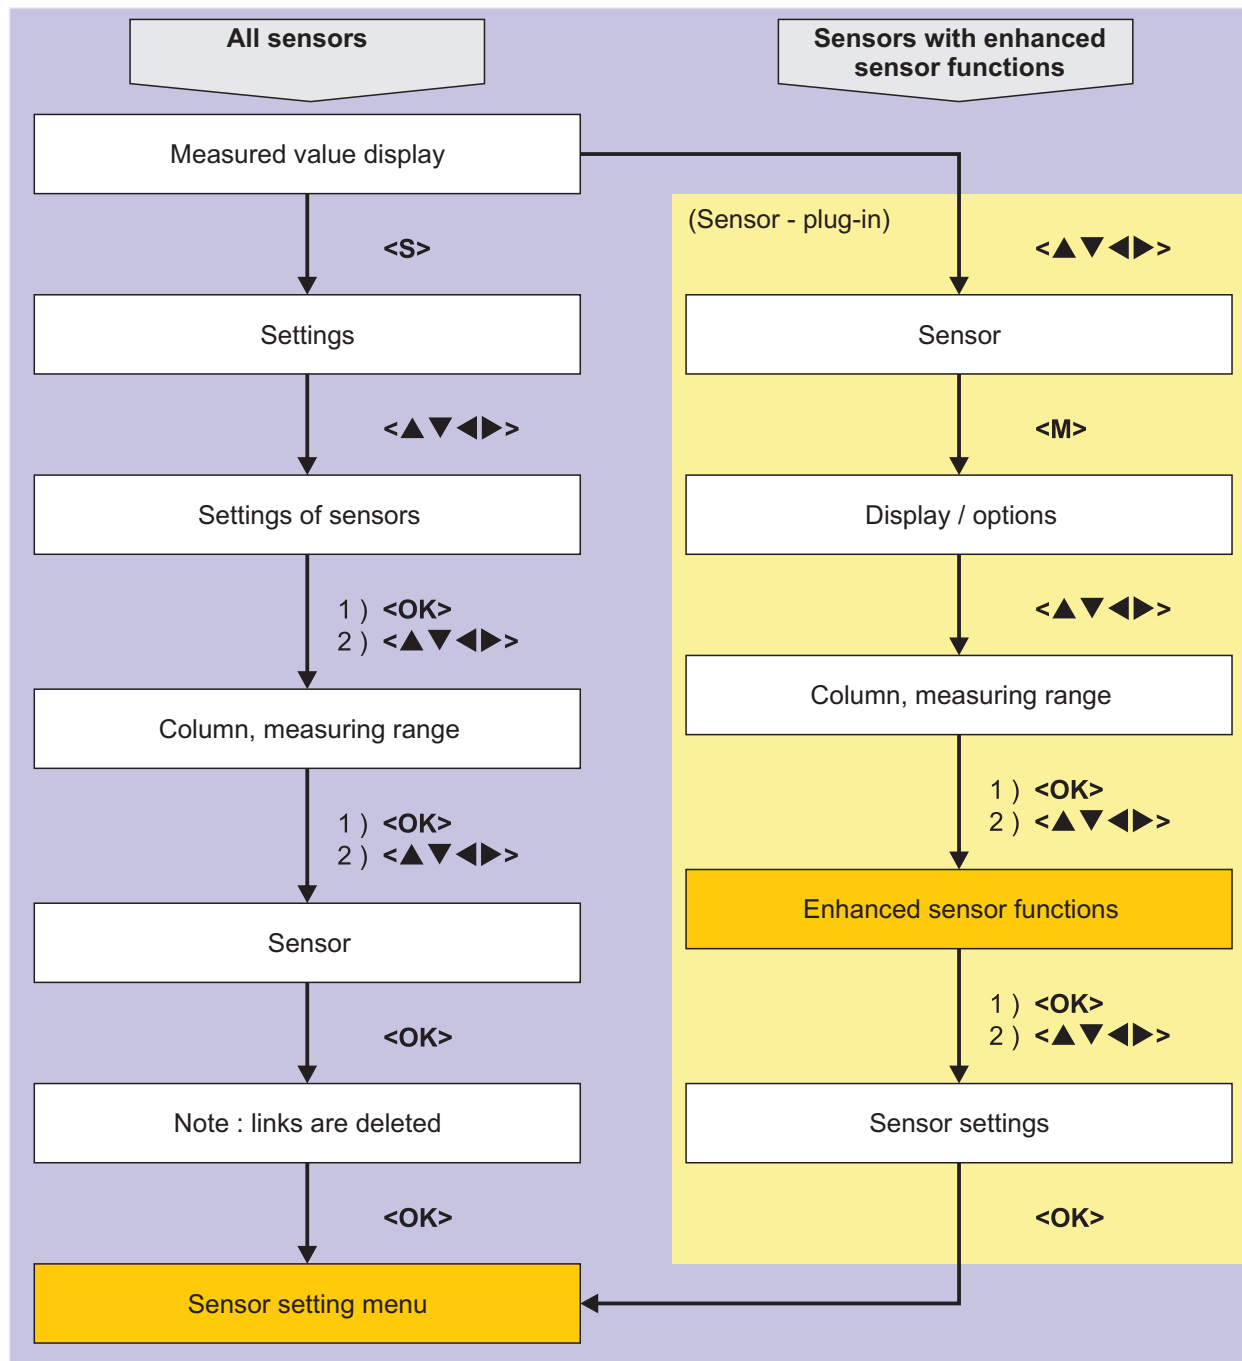 All sensors
Sensors with enhanced
sensor functions
Measured value display
<S>
Settings
<▲▼◀▶>
Settings of sensors
1 ) <OK>
2 ) <▲▼◀▶>
Column, measuring range
1 ) <OK>
2 ) <▲▼◀▶>
Sensor
<OK>
Note : links are deleted
<OK>
Sensor setting menu
(Sensor - plug-in)
<▲▼◀▶>
Sensor
<M>
Display / options
<▲▼◀▶>
Column, measuring range
1 ) <OK>
2 ) <▲▼◀▶>
Enhanced sensor functions
1 ) <OK>
2 ) <▲▼◀▶>
Sensor settings
<OK>